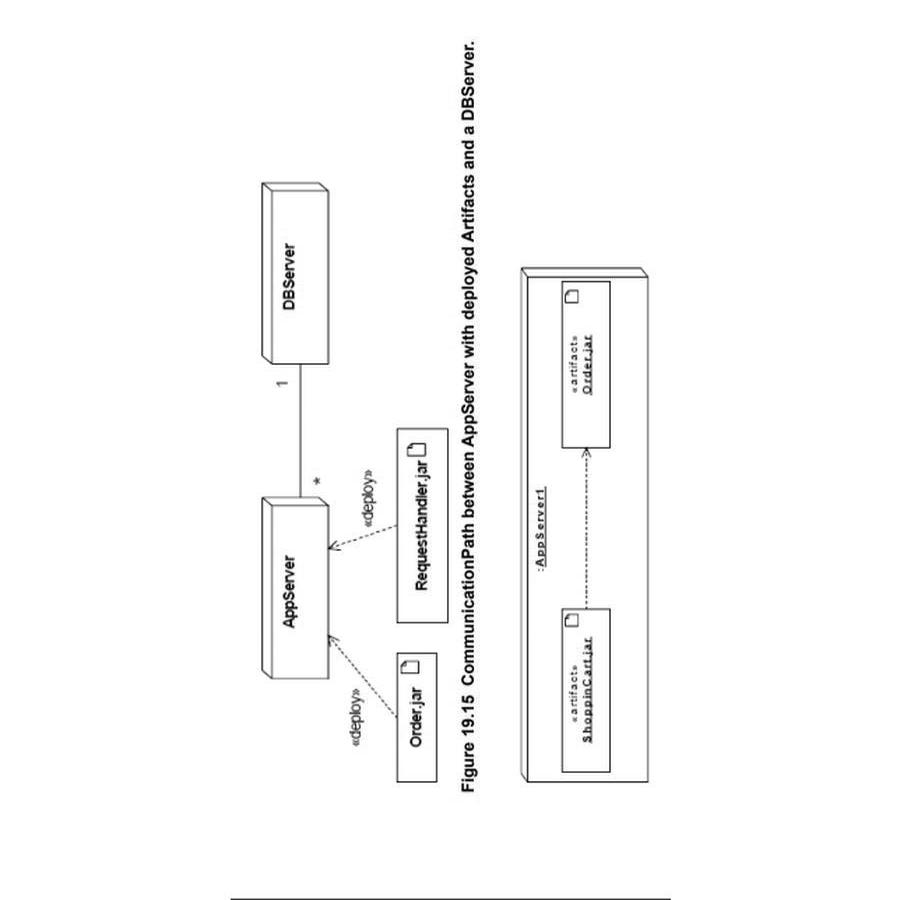 AppServer
*
1
DBServer
«deploy»
«deploy»
Order.jar
RequestHandler.jar
Figure 19.15 CommunicationPath between AppServer with deployed Artifacts and a DBServer.
:AppServer1
«artifact»
ShoppinCart.jar
«artifact»
Order.jar